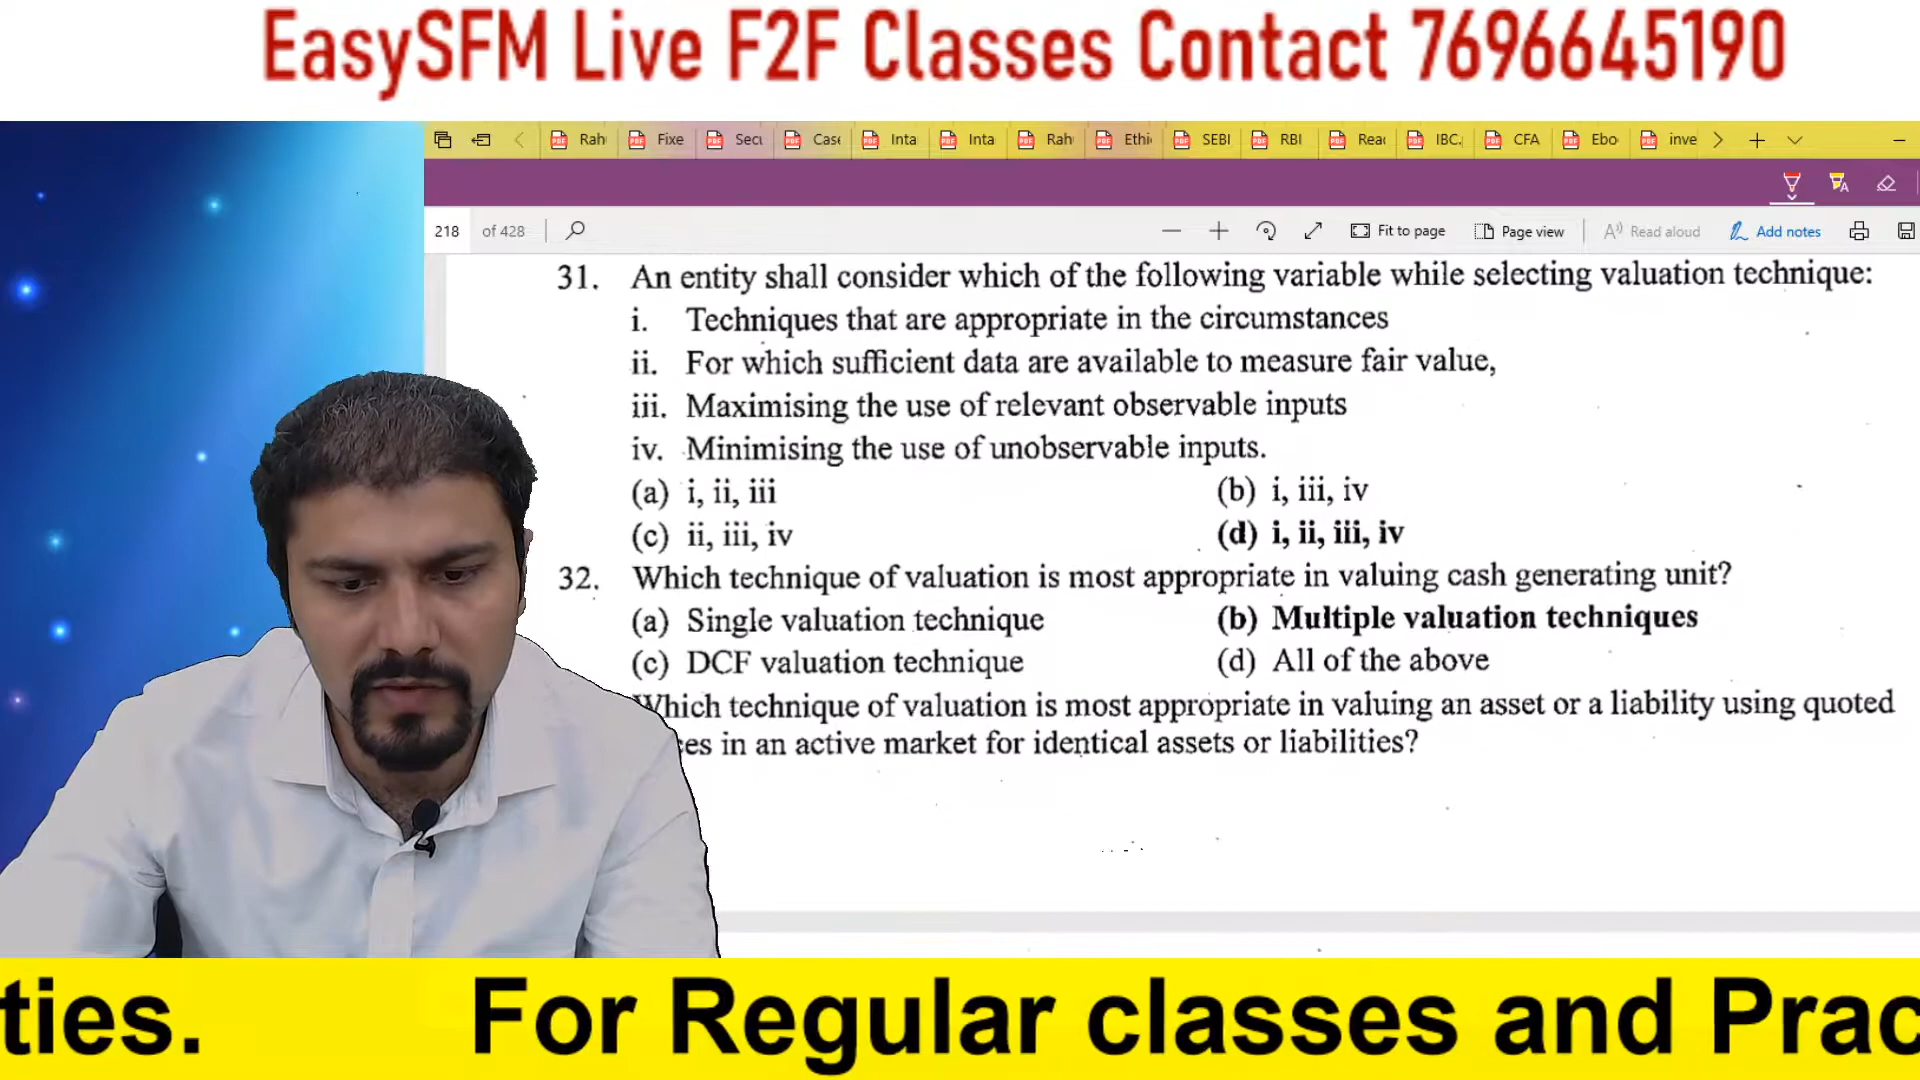 EasySFM Live F2F Classes Contact 7696645190
Rah Fixe Secu Case Inta Inta Rah Ethi SEBI RBI Read IBC. CFA Ebo inve
218 of 428 Fit to page Page view Read aloud Add notes
31. An entity shall consider which of the following variable while selecting valuation technique:
i. Techniques that are appropriate in the circumstances
ii. For which sufficient data are available to measure fair value,
iii. Maximising the use of relevant observable inputs
iv. Minimising the use of unobservable inputs.
(a) i, ii, iii (b) i, iii, iv
(c) ii, iii, iv (d) i, ii, iii, iv
32. Which technique of valuation is most appropriate in valuing cash generating unit?
(a) Single valuation technique (b) Multiple valuation techniques
(c) DCF valuation technique (d) All of the above
Which technique of valuation is most appropriate in valuing an asset or a liability using quoted
ces in an active market for identical assets or liabilities?
ties. For Regular classes and Prac